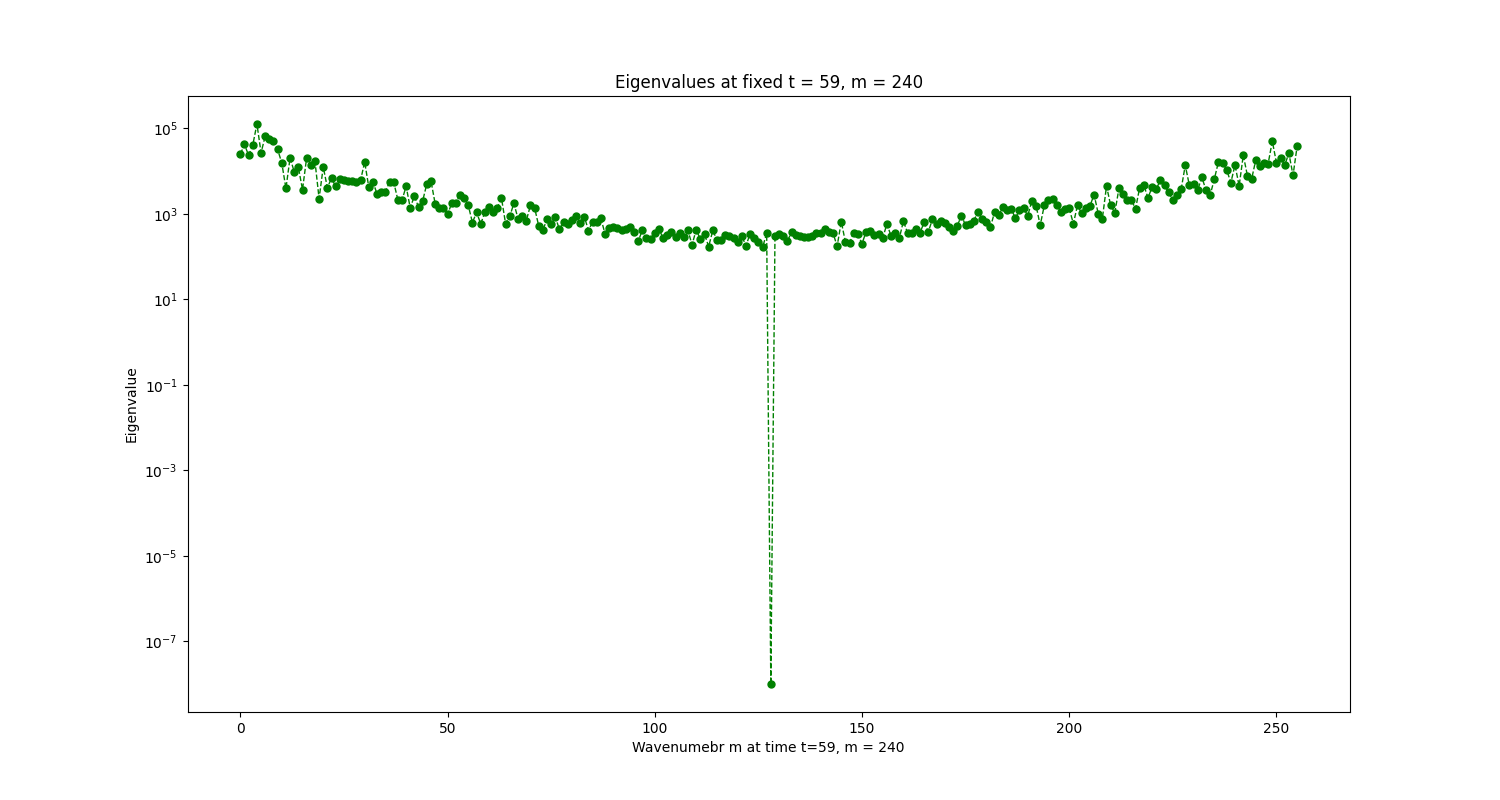 Eigenvalues at fixed t = 59, m = 240
10^5
10^3
10^1
10^−1
10^−3
10^−5
10^−7
Eigenvalue
0 50 100 150 200 250
Wavenumebr m at time t=59, m = 240